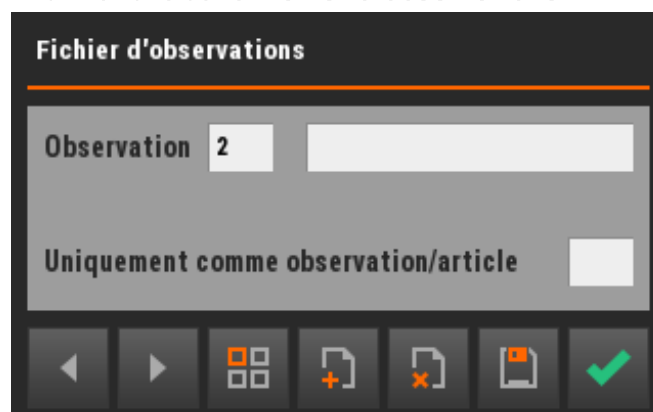 Fichier d'observations
Observation 2
Uniquement comme observation/article